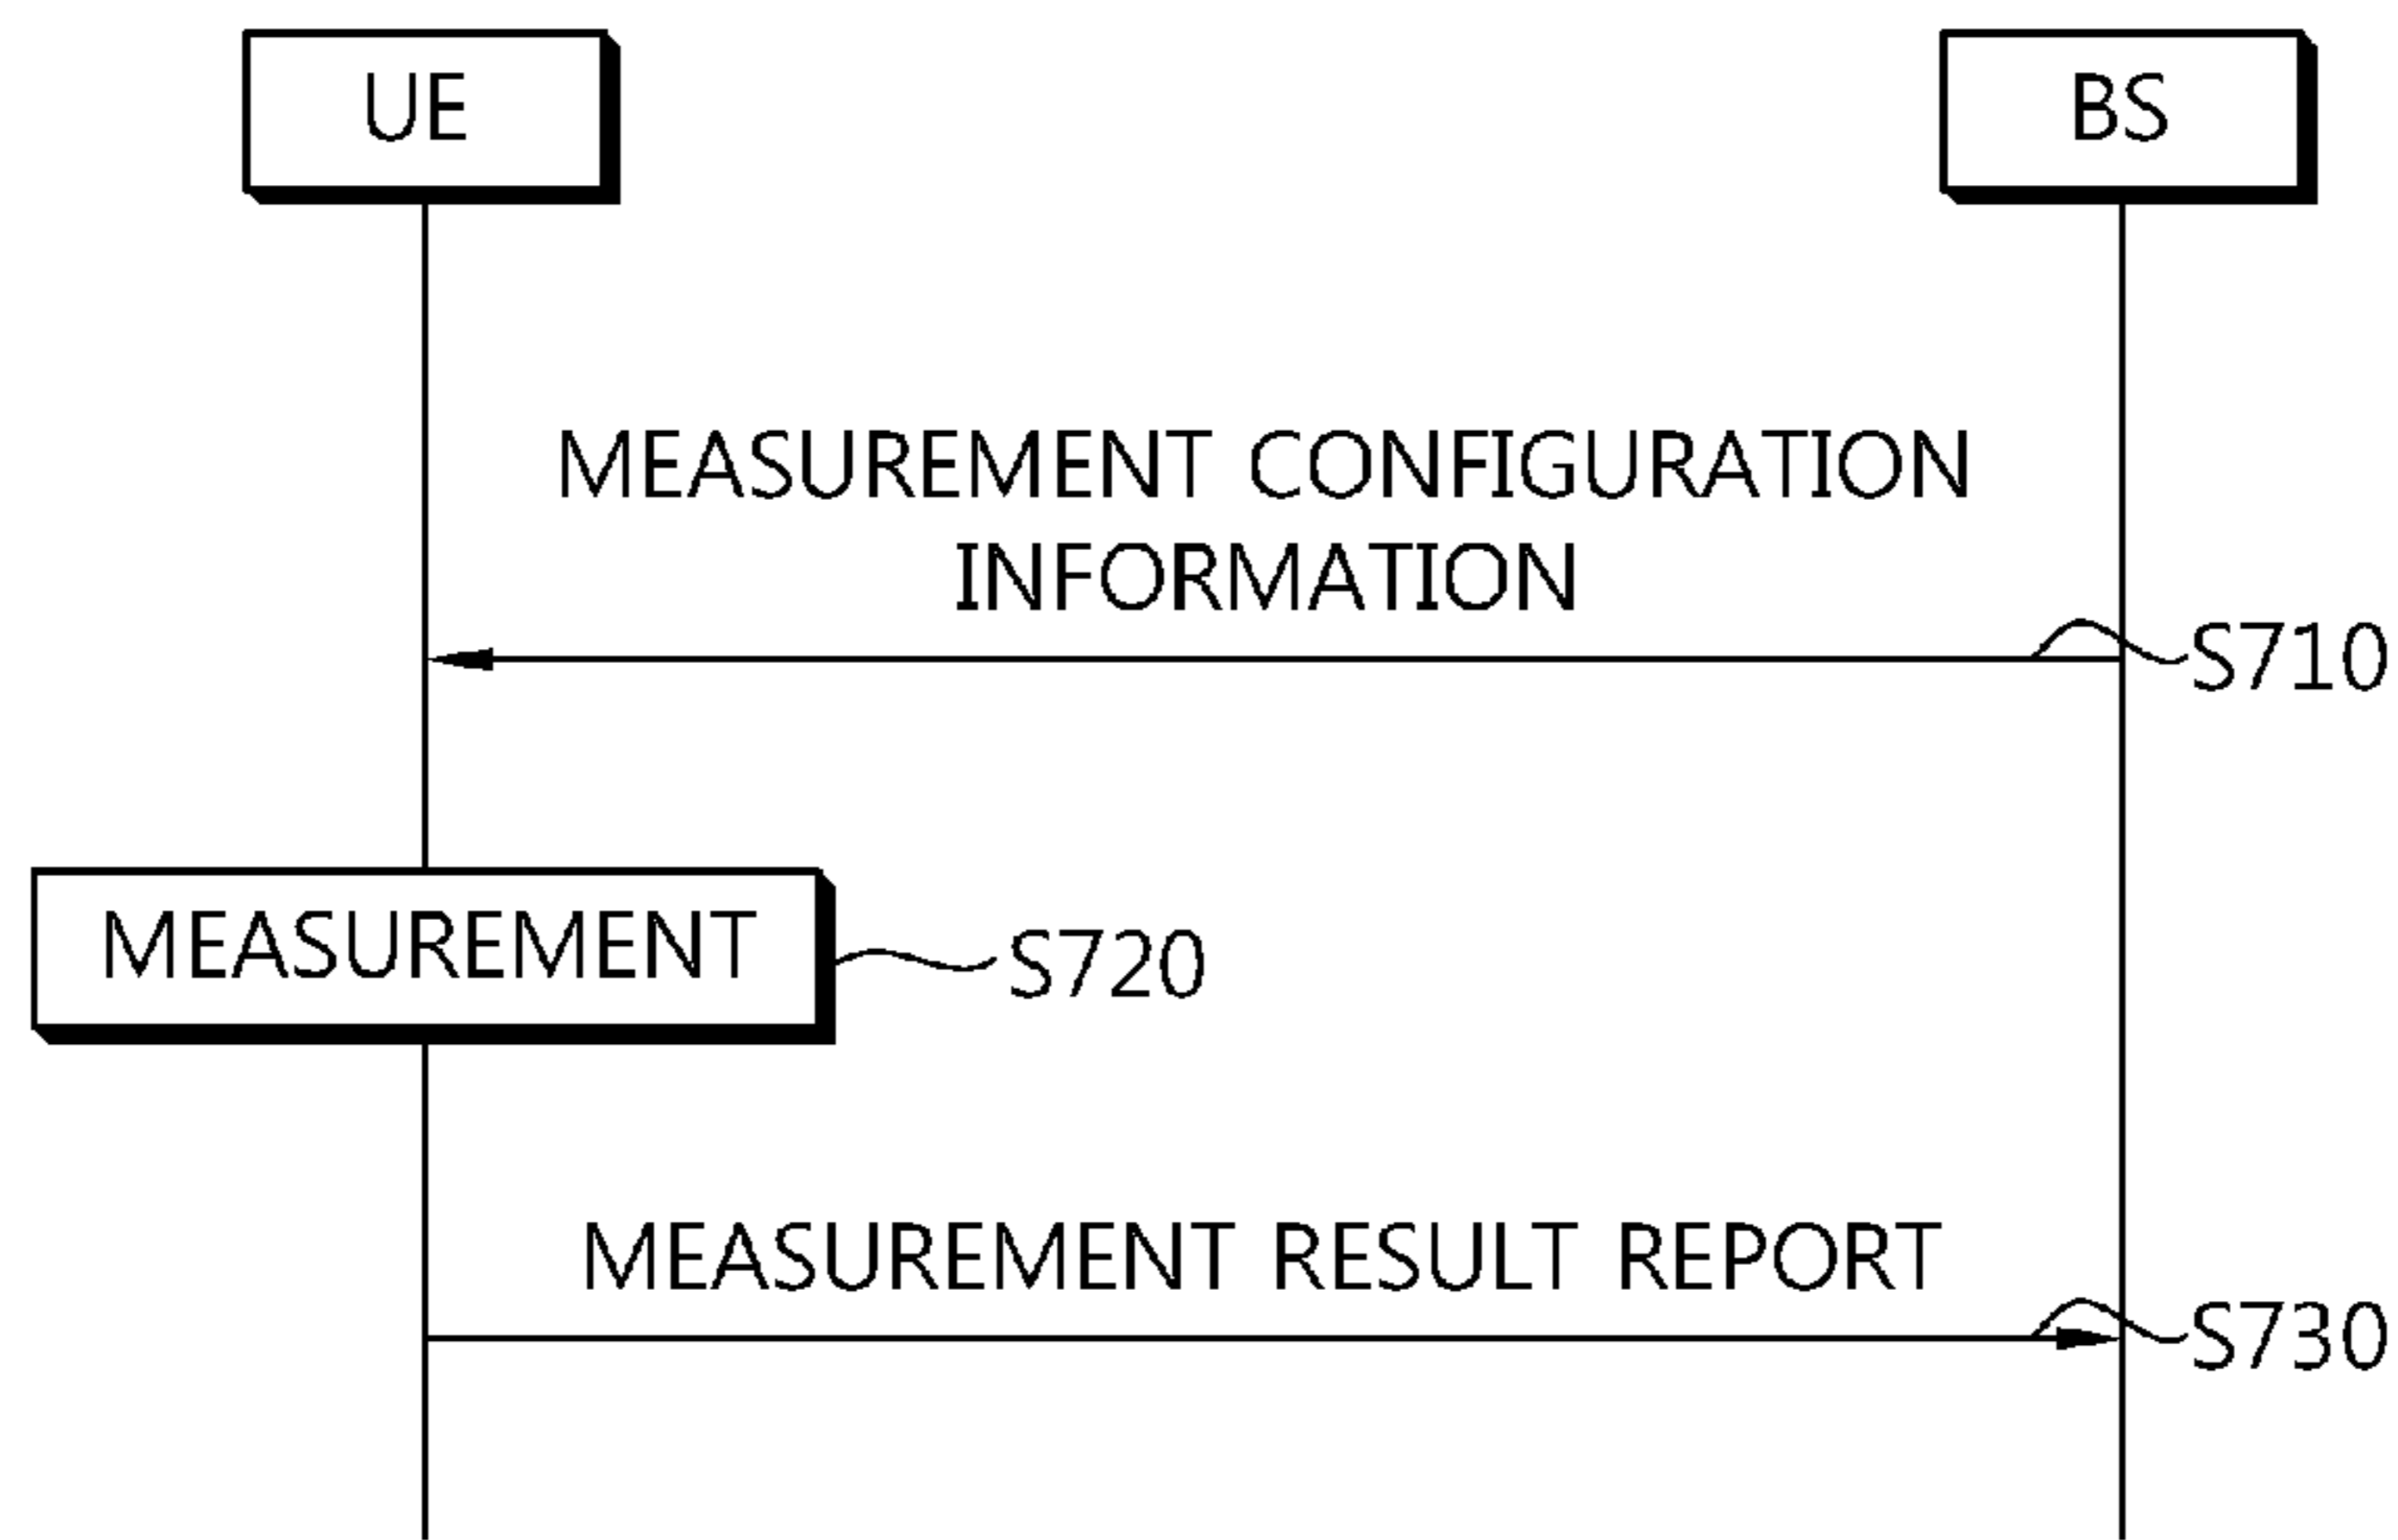 UE
BS
MEASUREMENT CONFIGURATION
INFORMATION
S710
MEASUREMENT
S720
MEASUREMENT RESULT REPORT
S730